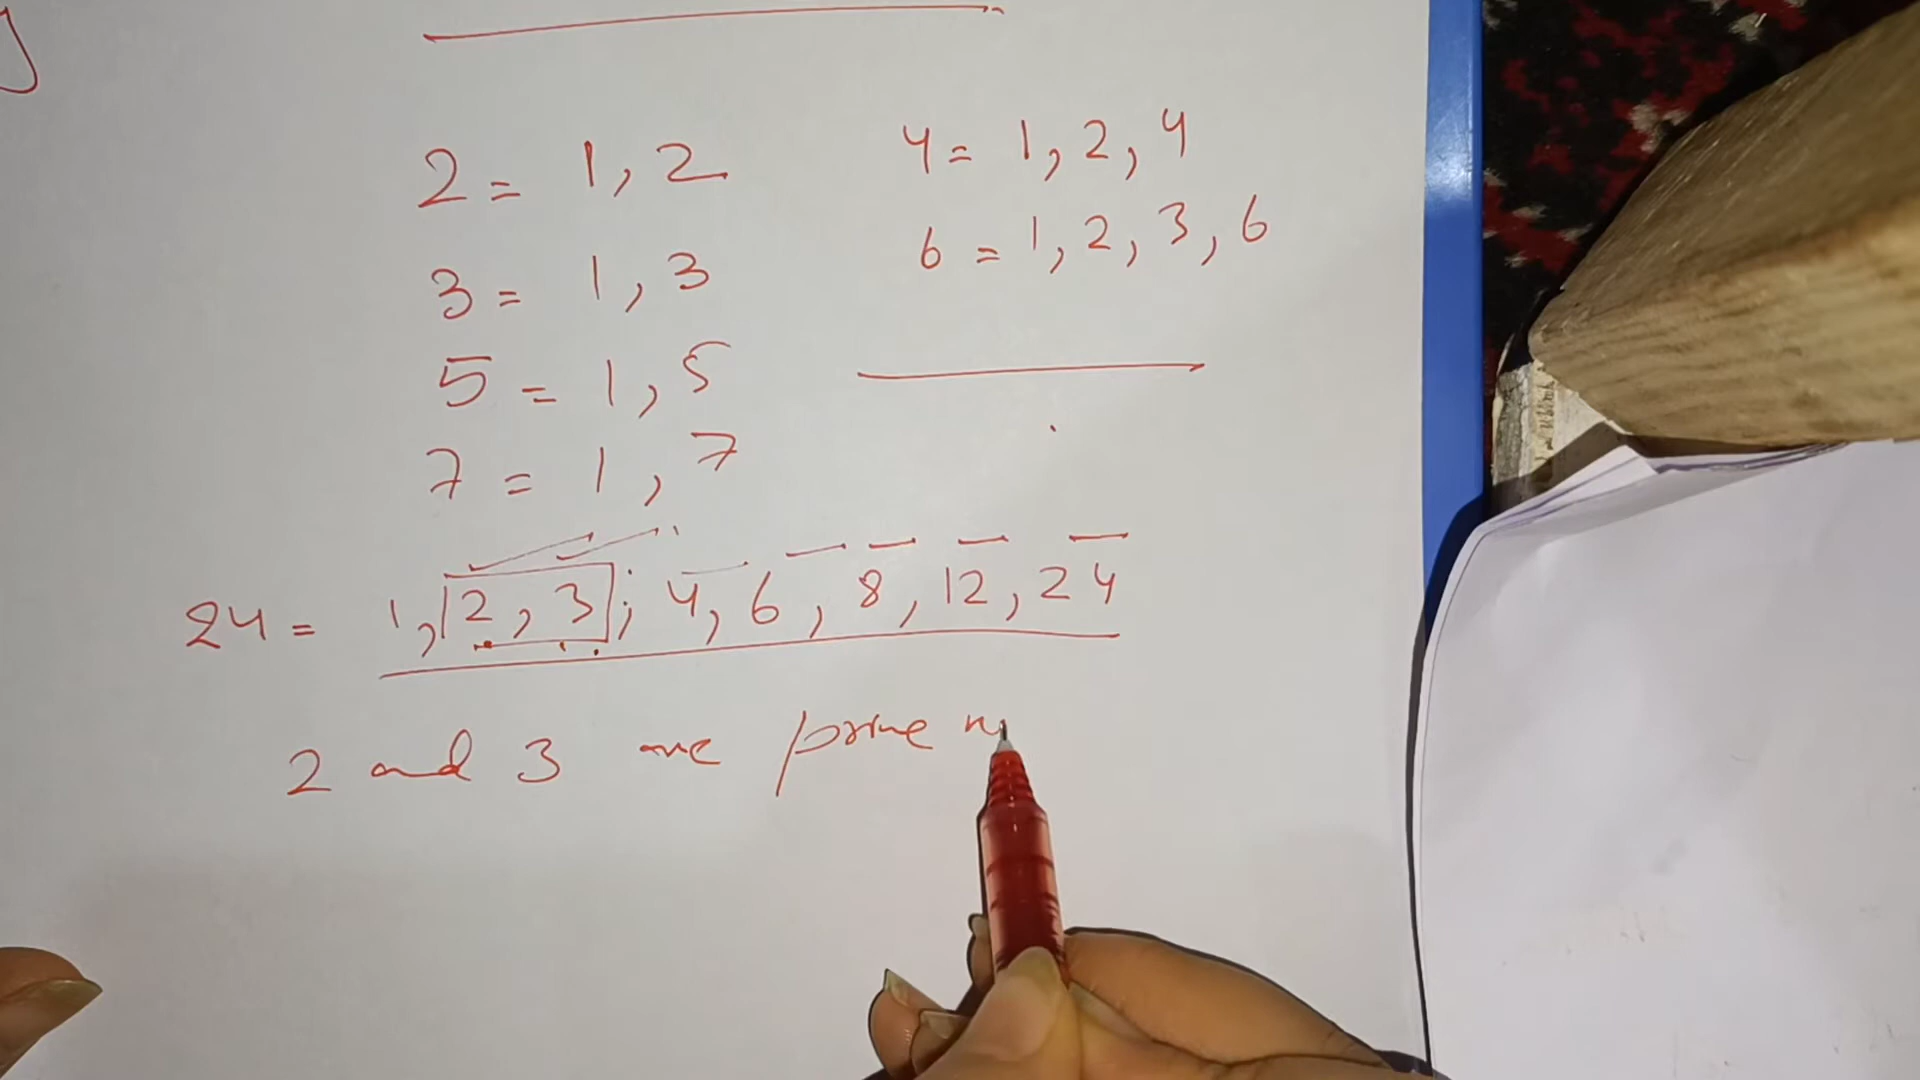 2 = 1, 2
3 = 1, 3
5 = 1, 5
7 = 1, 7
4 = 1, 2, 4
6 = 1, 2, 3, 6
24 = 1, 2, 3, 4, 6, 8, 12, 24
2 and 3 are prime n